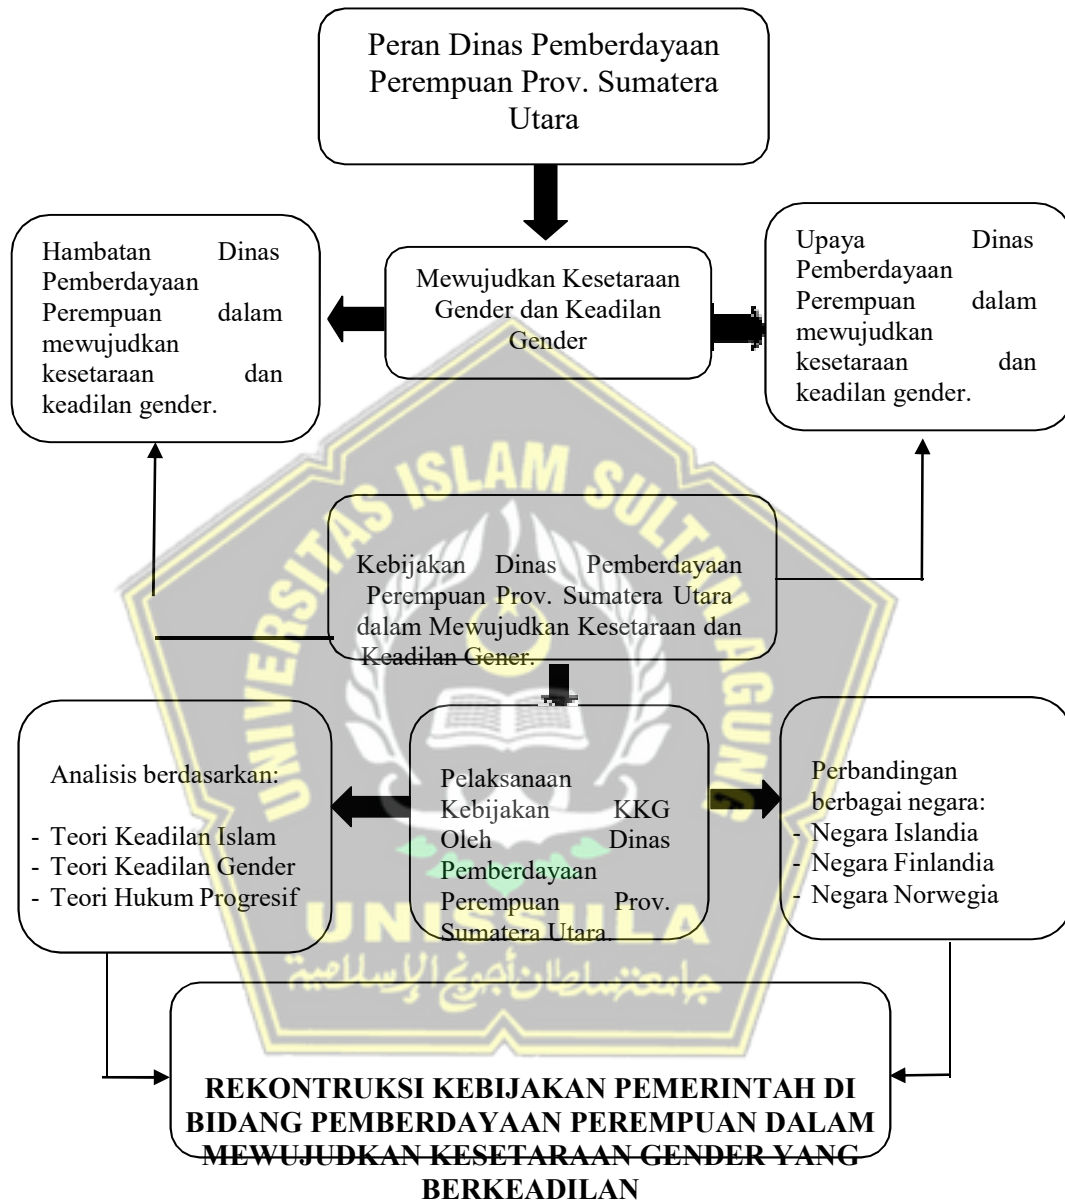 Peran Dinas Pemberdayaan
Perempuan Prov. Sumatera
Utara
Hambatan Dinas
Pemberdayaan
Perempuan dalam
mewujudkan
kesetaraan dan
keadilan gender.
Mewujudkan Kesetaraan
Gender dan Keadilan
Gender
Upaya Dinas
Pemberdayaan
Perempuan dalam
mewujudkan
kesetaraan dan
keadilan gender.
UNIVERSITAS ISLAM SULTAN AGUNG
Kebijakan Dinas Pemberdayaan
Perempuan Prov. Sumatera Utara
dalam Mewujudkan Kesetaraan dan
Keadilan Gener.
Analisis berdasarkan:
- Teori Keadilan Islam
- Teori Keadilan Gender
- Teori Hukum Progresif
Pelaksanaan
Kebijakan KKG
Oleh Dinas
Pemberdayaan
Perempuan Prov.
Sumatera Utara.
Perbandingan
berbagai negara:
- Negara Islandia
- Negara Finlandia
- Negara Norwegia
UNISSULA
جامعتنسلطان أجونج الإسلامية
REKONTRUKSI KEBIJAKAN PEMERINTAH DI
BIDANG PEMBERDAYAAN PEREMPUAN DALAM
MEWUJUDKAN KESETARAAN GENDER YANG
BERKEADILAN